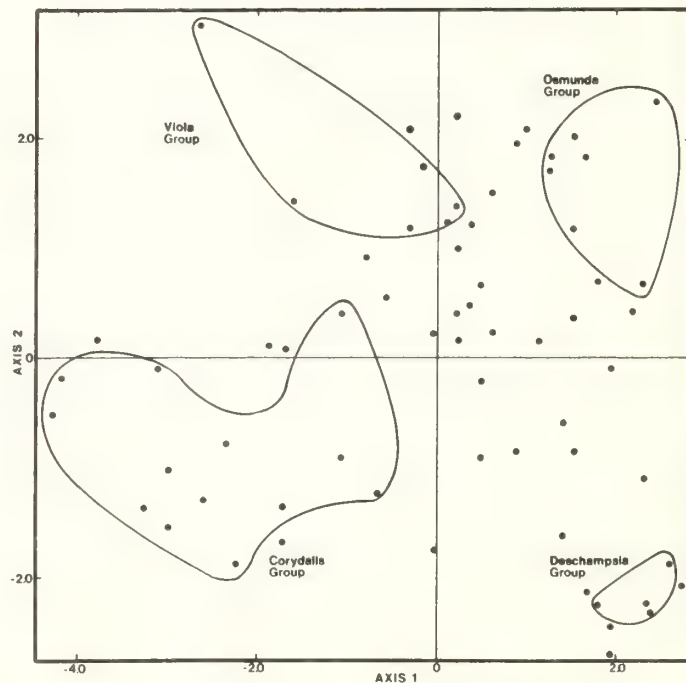 Osmunda
Group
2.0
Viola
Group
AXIS 2
0
Corydalis
Group
Deschampsia
Group
-2.0
-4.0
-2.0
0
2.0
AXIS 1